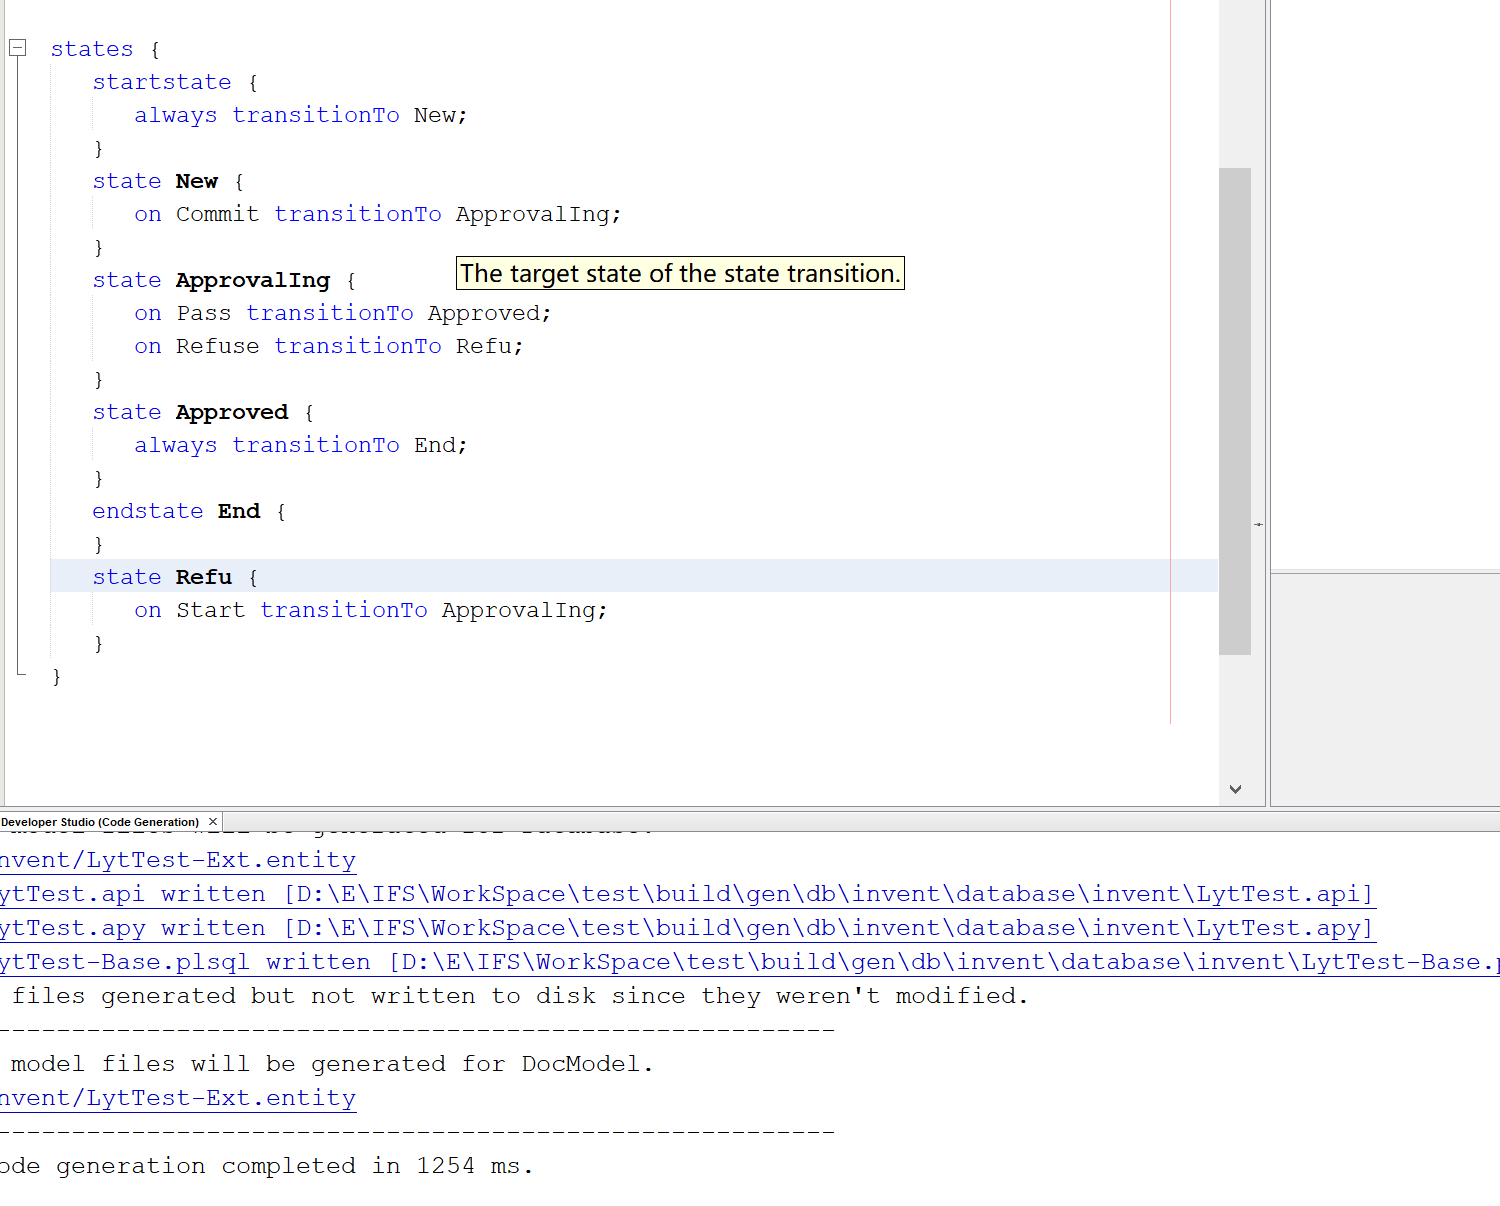 states {
startstate {
always transitionTo New;
}
state New {
on Commit transitionTo ApprovalIng;
}
The target state of the state transition.
state ApprovalIng {
on Pass transitionTo Approved;
on Refuse transitionTo Refu;
}
state Approved {
always transitionTo End;
}
endstate End {
}
state Refu {
on Start transitionTo ApprovalIng;
}
}
Developer Studio (Code Generation) ×
nvent/LytTest-Ext.entity
ytTest.api written [D:\E\IFS\WorkSpace\test\build\gen\db\invent\database\invent\LytTest.api]
ytTest.apy written [D:\E\IFS\WorkSpace\test\build\gen\db\invent\database\invent\LytTest.apy]
ytTest-Base.plsql written [D:\E\IFS\WorkSpace\test\build\gen\db\invent\database\invent\LytTest-Base.p
files generated but not written to disk since they weren't modified.
--------------------------------------------------------
model files will be generated for DocModel.
nvent/LytTest-Ext.entity
--------------------------------------------------------
ode generation completed in 1254 ms.